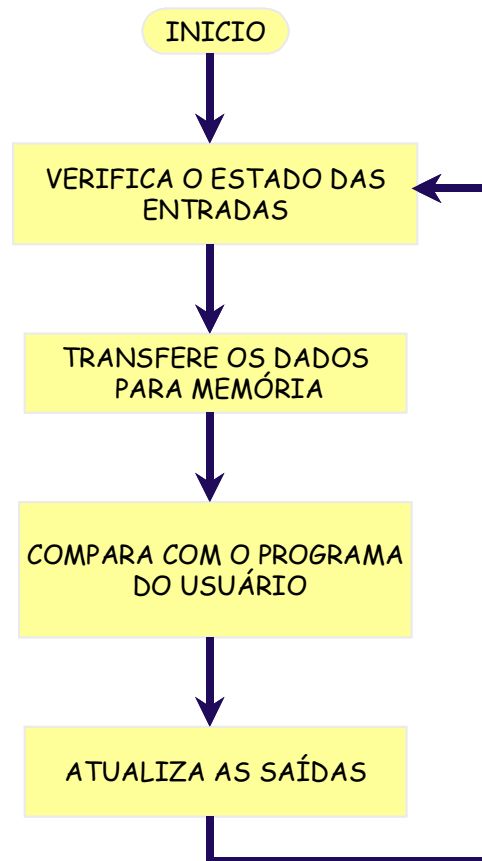 INICIO
VERIFICA O ESTADO DAS
ENTRADAS
TRANSFERE OS DADOS
PARA MEMÓRIA
COMPARA COM O PROGRAMA
DO USUÁRIO
ATUALIZA AS SAÍDAS